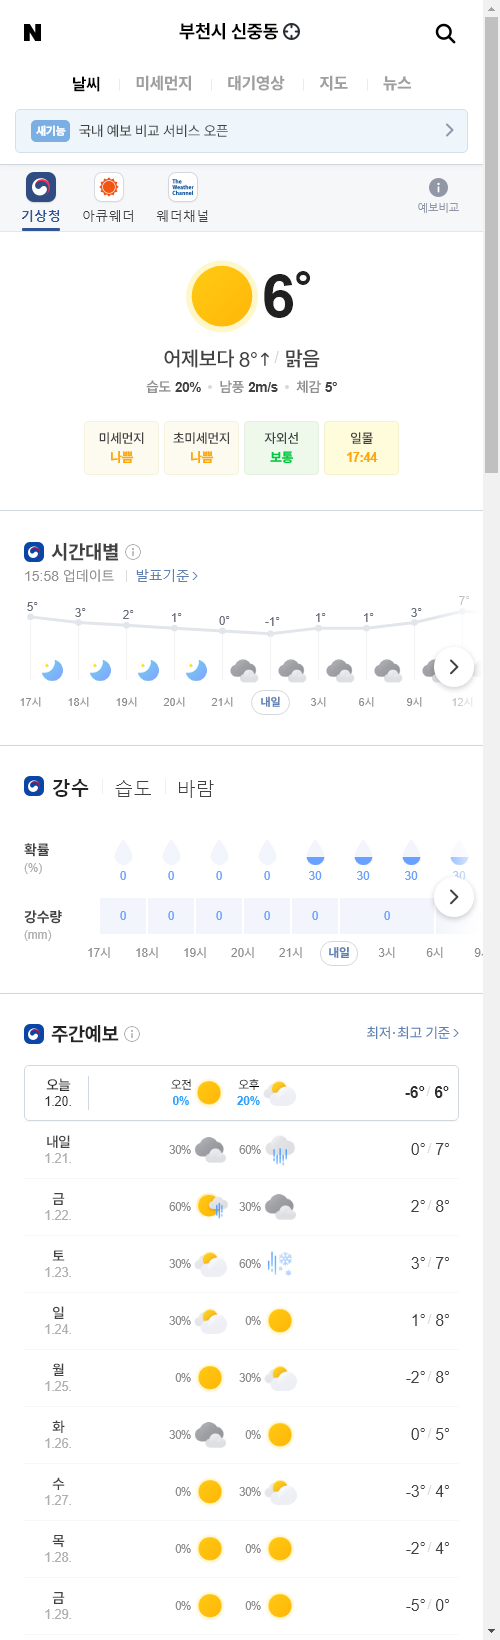 N 부천시 신중동
날씨 미세먼지 대기영상 지도 뉴스
새기능 국내 예보 비교 서비스 오픈
The Weather Channel
기상청 아큐웨더 웨더채널 예보비교
6°
어제보다 8°↑ / 맑음
습도 20% 남풍 2m/s 체감 5°
미세먼지 초미세먼지 자외선 일몰
나쁨 나쁨 보통 17:44
시간대별
15:58 업데이트 발표기준 >
5° 3° 2° 1° 0° -1° 1° 1° 3° 7°
17시 18시 19시 20시 21시 내일 3시 6시 9시 12시
강수 습도 바람
확률
(%)
0 0 0 0 30 30 30 30
강수량
(mm)
0 0 0 0 0 0
17시 18시 19시 20시 21시 내일 3시 6시 9
주간예보 최저·최고 기준 >
오늘 1.20. 오전 0% 오후 20% -6° / 6°
내일 1.21. 30% 60% 0° / 7°
금 1.22. 60% 30% 2° / 8°
토 1.23. 30% 60% 3° / 7°
일 1.24. 30% 0% 1° / 8°
월 1.25. 0% 30% -2° / 8°
화 1.26. 30% 0% 0° / 5°
수 1.27. 0% 30% -3° / 4°
목 1.28. 0% 0% -2° / 4°
금 1.29. 0% 0% -5° / 0°